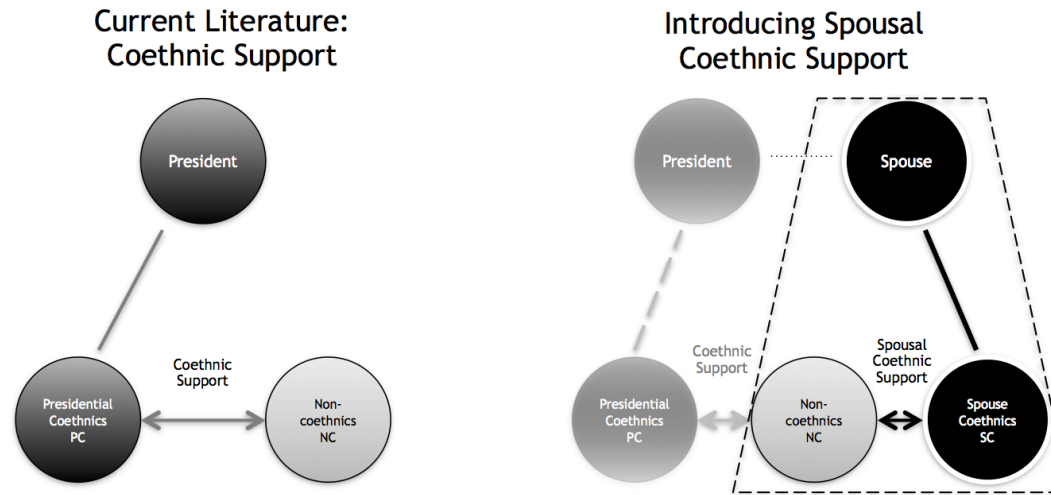 Current Literature:
Coethnic Support
President
Coethnic
Support
Presidential
Coethnics
PC
Non-
coethnics
NC
Introducing Spousal
Coethnic Support
President
Spouse
Coethnic
Support
Spousal
Coethnic
Support
Presidential
Coethnics
PC
Non-
coethnics
NC
Spouse
Coethnics
SC